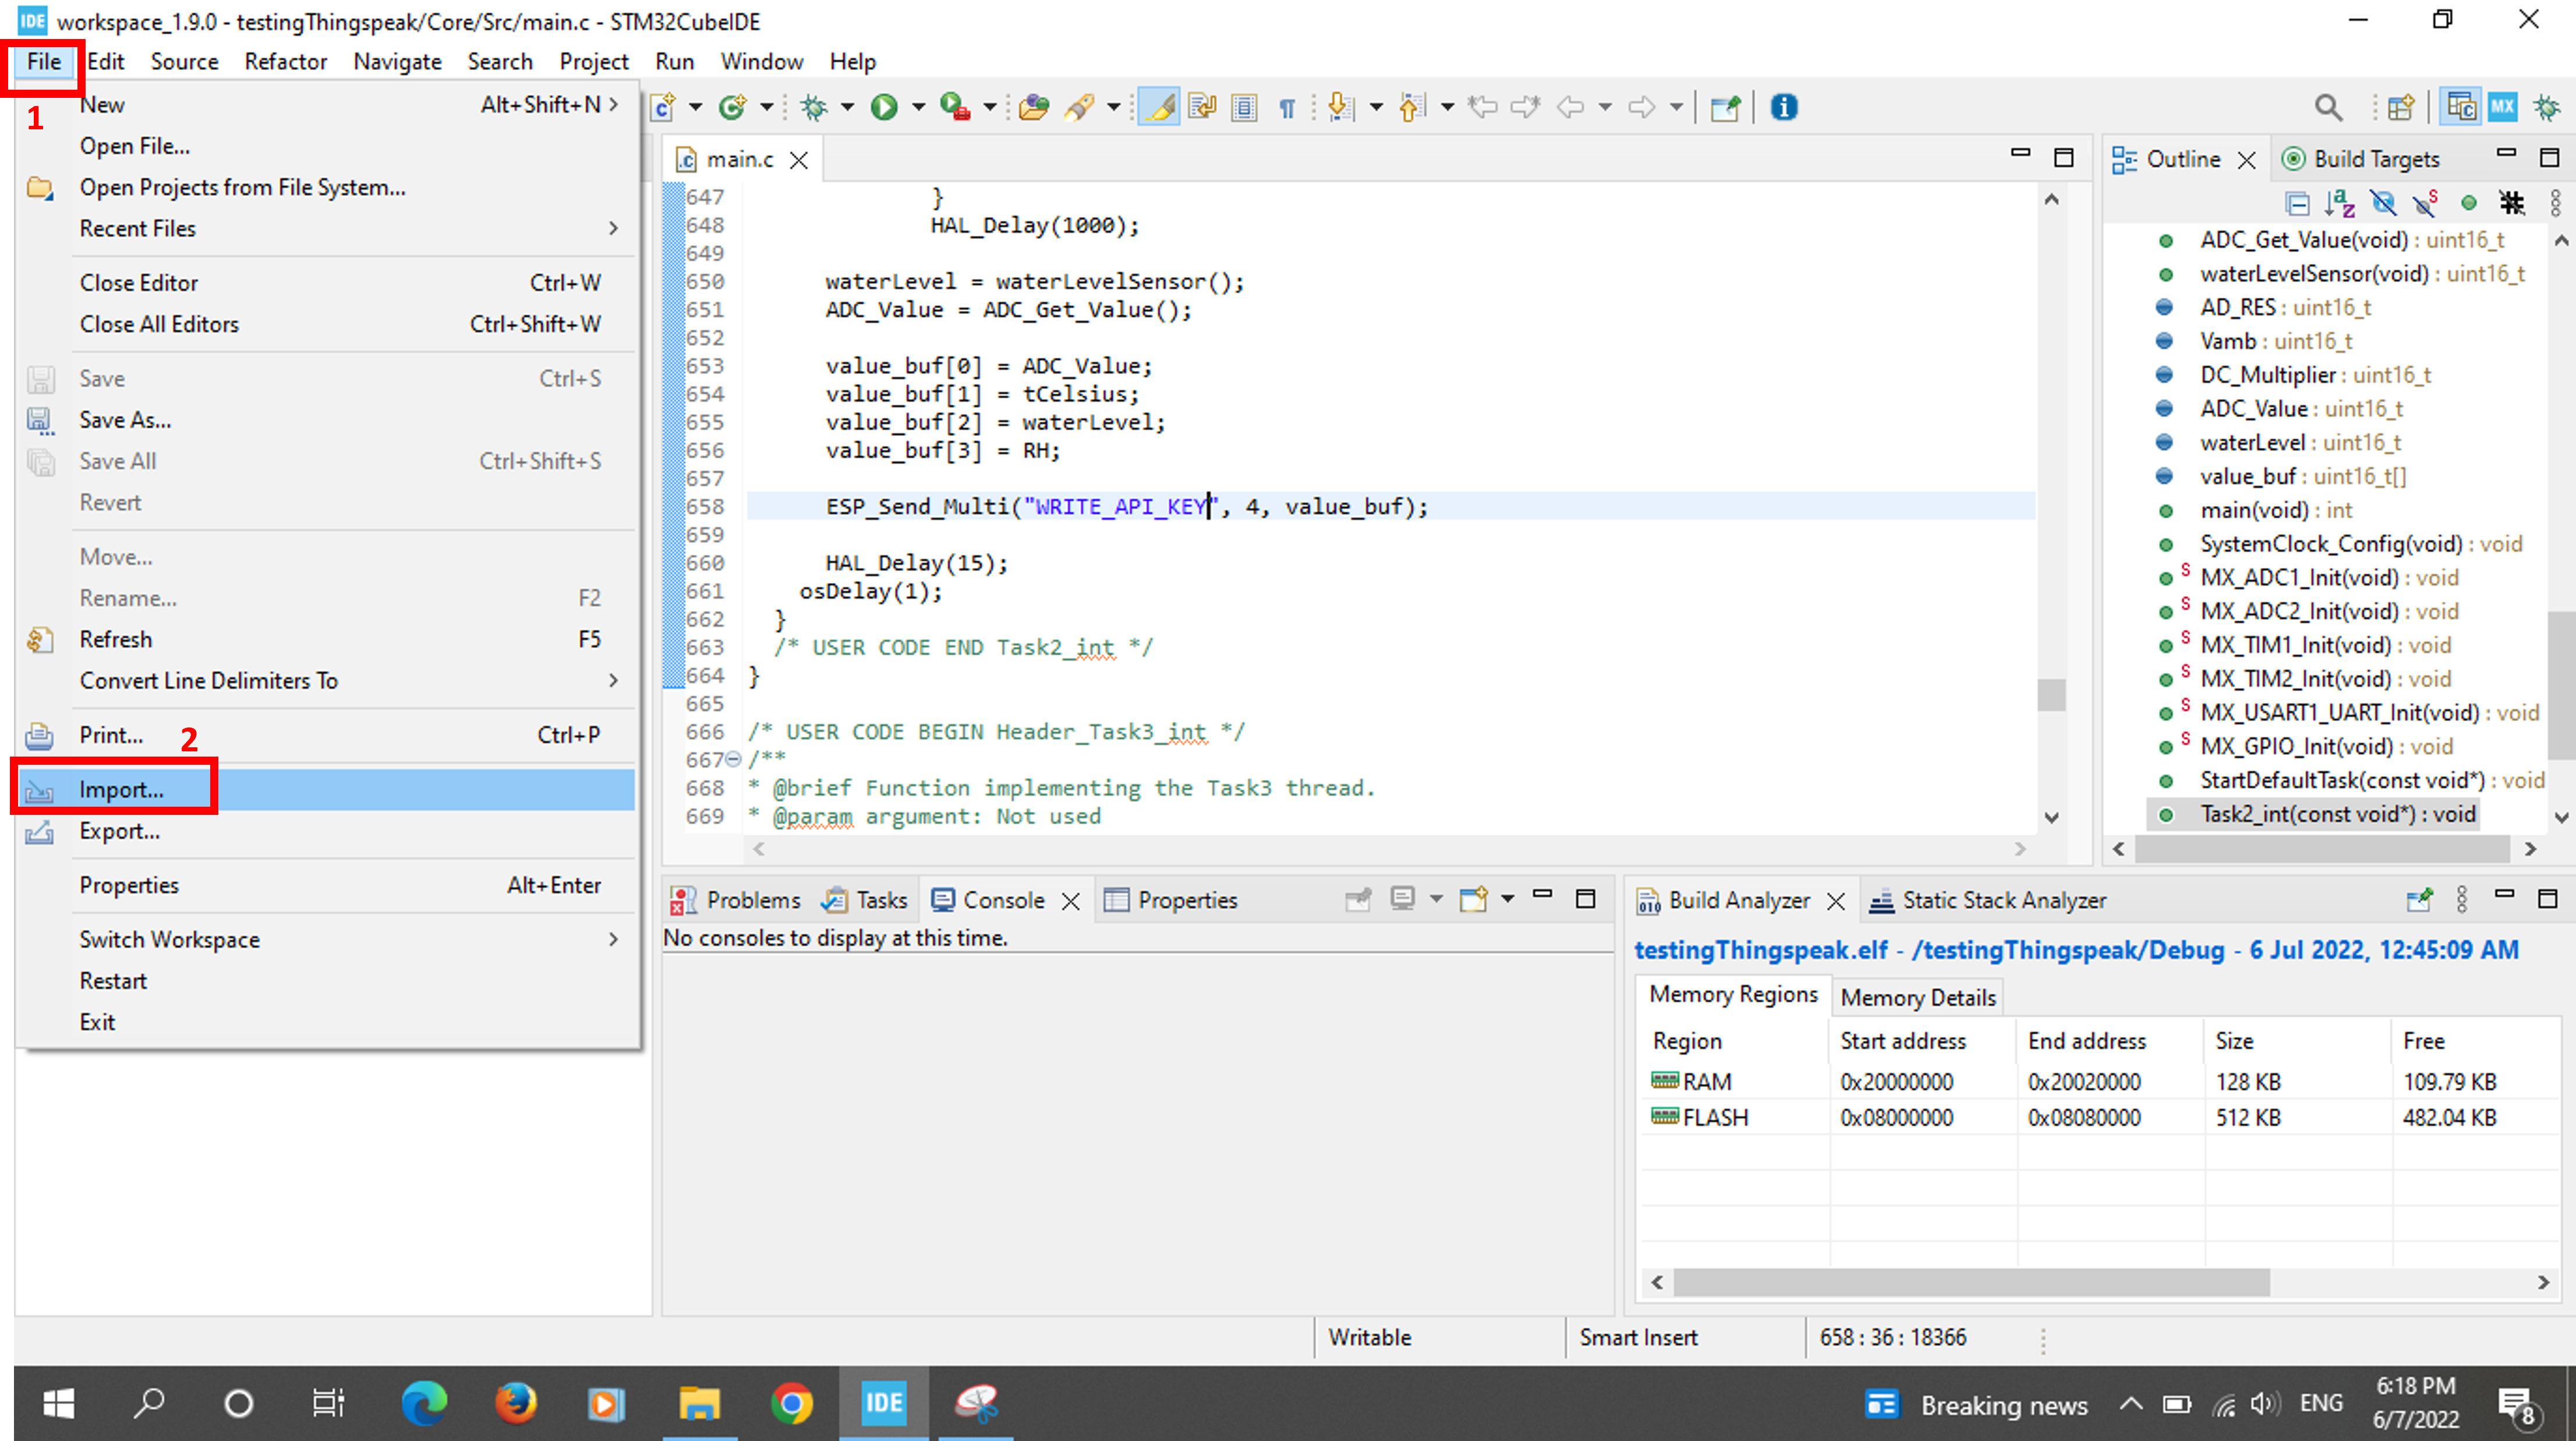 IDE workspace_1.9.0 - testingThingspeak/Core/Src/main.c - STM32CubeIDE
File Edit Source Refactor Navigate Search Project Run Window Help
1
New Alt+Shift+N >
Open File...
Open Projects from File System...
Recent Files >
Close Editor Ctrl+W
Close All Editors Ctrl+Shift+W
Save Ctrl+S
Save As...
Save All Ctrl+Shift+S
Revert
Move...
Rename... F2
Refresh F5
Convert Line Delimiters To >
Print... Ctrl+P
2
Import...
Export...
Properties Alt+Enter
Switch Workspace >
Restart
Exit
MX
main.c
647 }
648 HAL_Delay(1000);
649
650 waterLevel = waterLevelSensor();
651 ADC_Value = ADC_Get_Value();
652
653 value_buf[0] = ADC_Value;
654 value_buf[1] = tCelsius;
655 value_buf[2] = waterLevel;
656 value_buf[3] = RH;
657
658 ESP_Send_Multi("WRITE_API_KEY", 4, value_buf);
659
660 HAL_Delay(15);
661 osDelay(1);
662 }
663 /* USER CODE END Task2_int */
664 }
665
666 /* USER CODE BEGIN Header_Task3_int */
667 /**
668 * @brief Function implementing the Task3 thread.
669 * @param argument: Not used
Outline Build Targets
ADC_Get_Value(void) : uint16_t
waterLevelSensor(void) : uint16_t
AD_RES : uint16_t
Vamb : uint16_t
DC_Multiplier : uint16_t
ADC_Value : uint16_t
waterLevel : uint16_t
value_buf : uint16_t[]
main(void) : int
SystemClock_Config(void) : void
S MX_ADC1_Init(void) : void
S MX_ADC2_Init(void) : void
S MX_TIM1_Init(void) : void
S MX_TIM2_Init(void) : void
S MX_USART1_UART_Init(void) : void
S MX_GPIO_Init(void) : void
StartDefaultTask(const void*) : void
Task2_int(const void*) : void
Problems Tasks Console Properties
No consoles to display at this time.
Build Analyzer Static Stack Analyzer
testingThingspeak.elf - /testingThingspeak/Debug - 6 Jul 2022, 12:45:09 AM
Memory Regions Memory Details
Region Start address End address Size Free
RAM 0x20000000 0x20020000 128 KB 109.79 KB
FLASH 0x08000000 0x08080000 512 KB 482.04 KB
Writable Smart Insert 658 : 36 : 18366
IDE Breaking news ENG 6:18 PM
6/7/2022 8